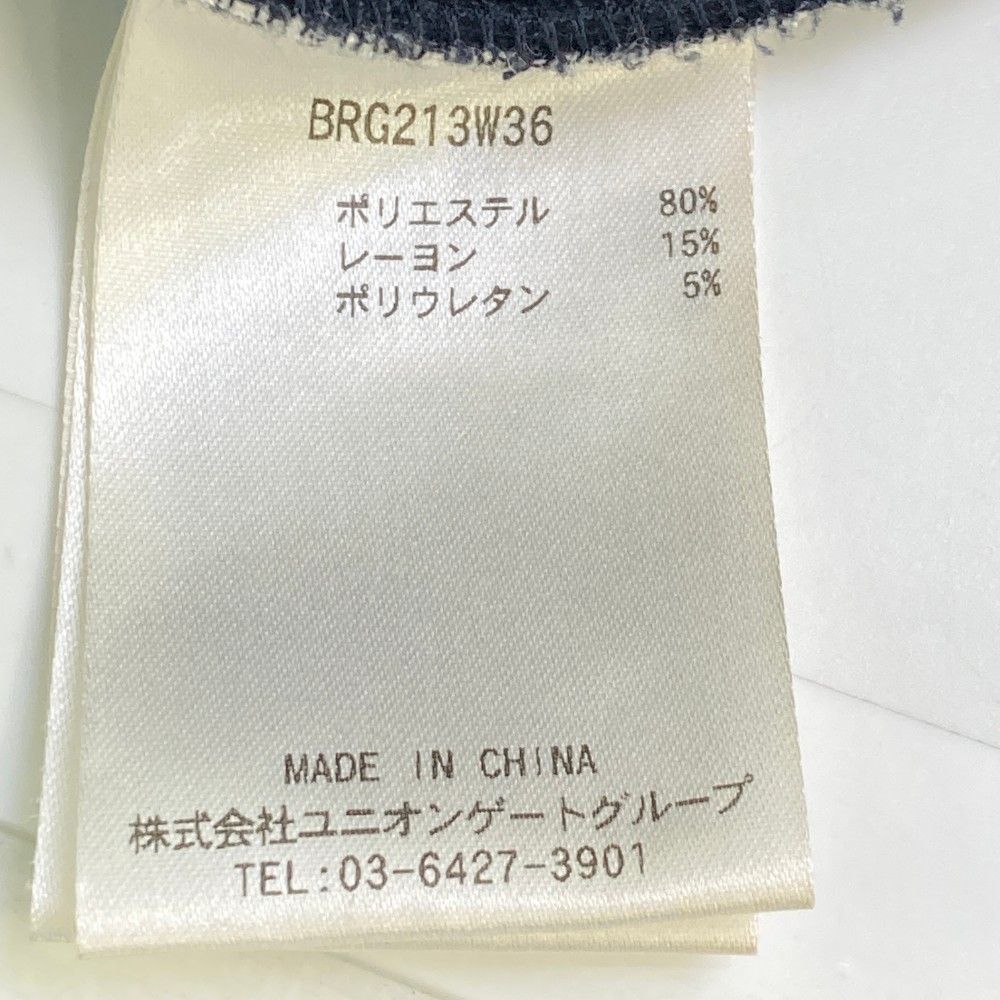 BRG213W36
ポリエステル 80%
レーヨン 15%
ポリウレタン 5%
MADE IN CHINA
株式会社ユニオンゲートグループ
TEL:03-6427-3901